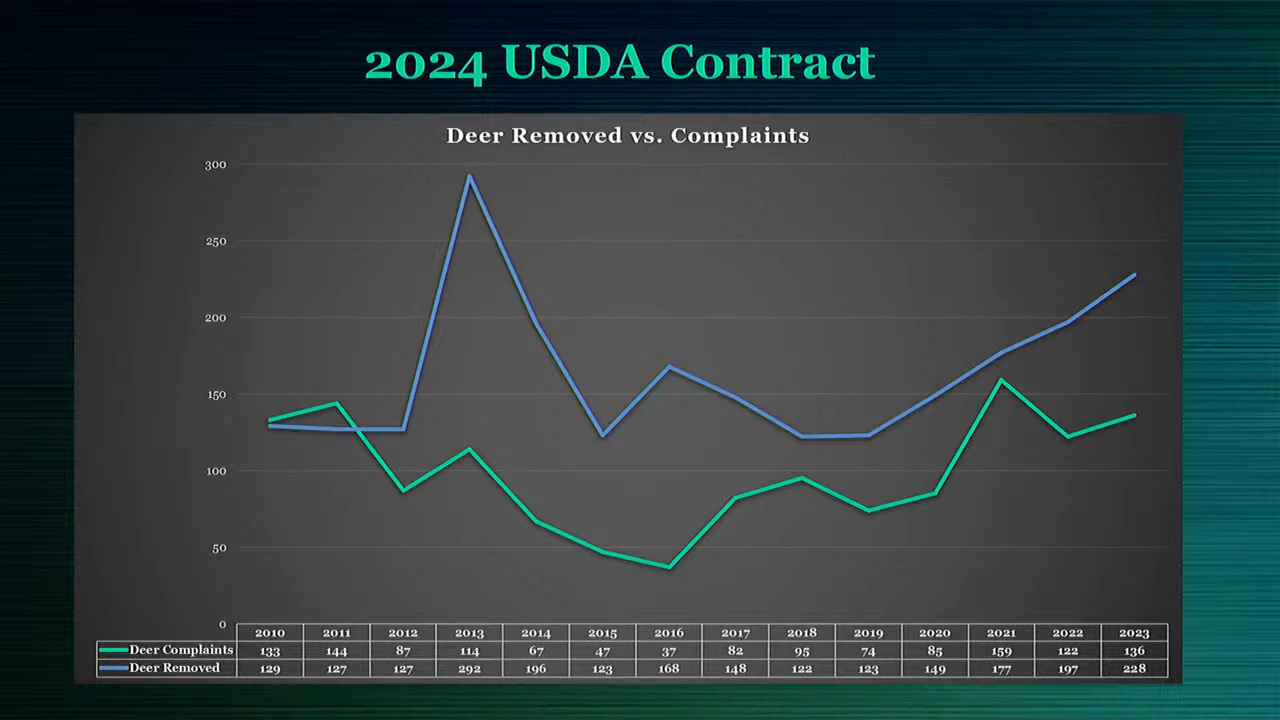 2024 USDA Contract
Deer Removed vs. Complaints
300
250
200
150
100
50
0
2010 2011 2012 2013 2014 2015 2016 2017 2018 2019 2020 2021 2022 2023
Deer Complaints 133 144 87 114 67 47 37 82 95 74 85 159 122 136
Deer Removed 129 127 127 292 196 123 168 148 122 123 149 177 197 228